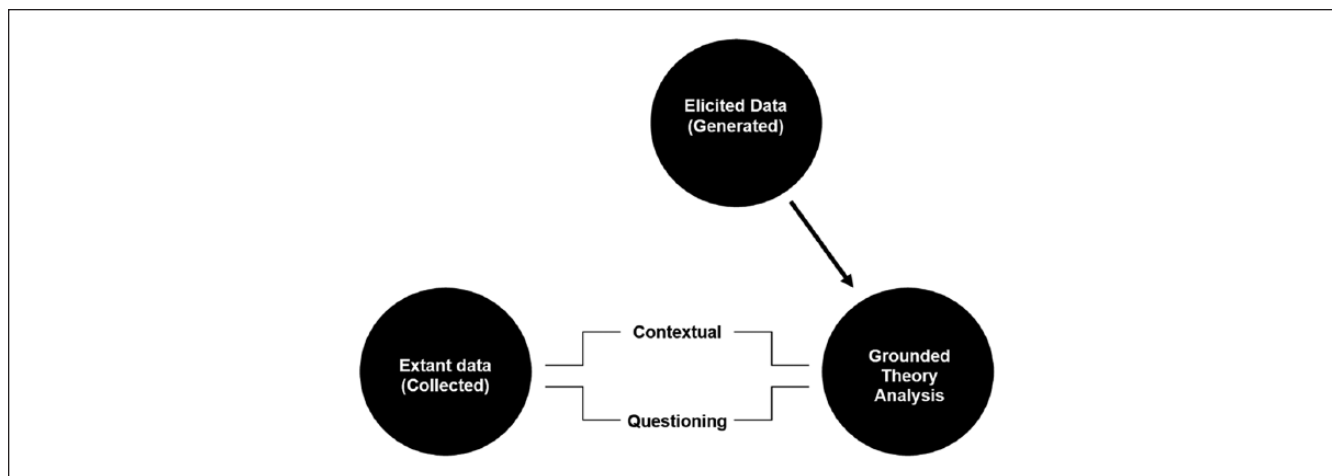 Elicited Data
(Generated)
Contextual
Extant data
(Collected)
Grounded
Theory
Analysis
Questioning